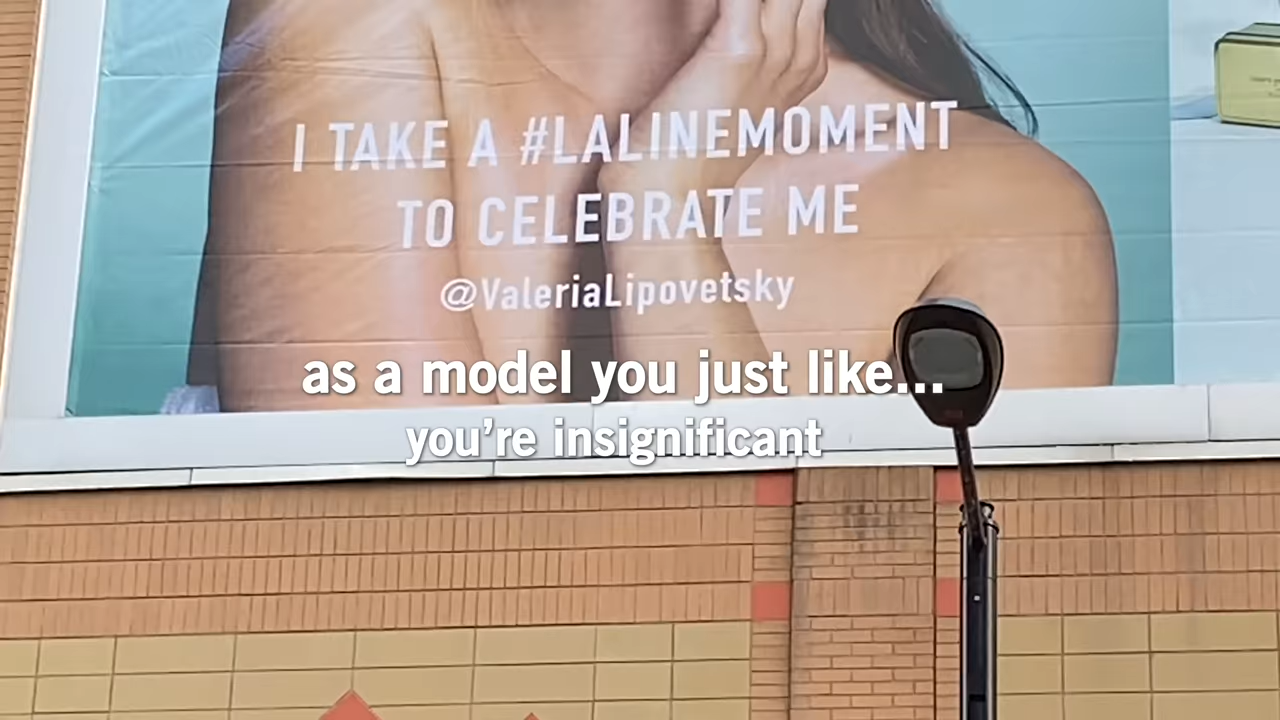 I TAKE A #LALINEMOMENT
TO CELEBRATE ME
@ValeriaLipovetsky
as a model you just like...
you're insignificant